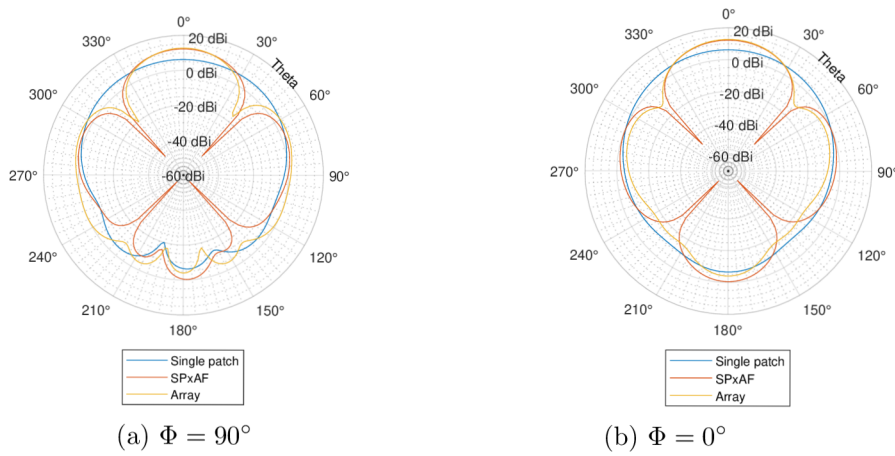 0°
330°
20 dBi
30°
Theta
300°
0 dBi
60°
-20 dBi
-40 dBi
270°
-60 dBi
90°
240°
120°
210°
150°
180°
Single patch
SPxAF
Array
(a) Φ = 90°
0°
330°
20 dBi
30°
Theta
300°
0 dBi
60°
-20 dBi
-40 dBi
270°
-60 dBi
90°
240°
120°
210°
150°
180°
Single patch
SPxAF
Array
(b) Φ = 0°